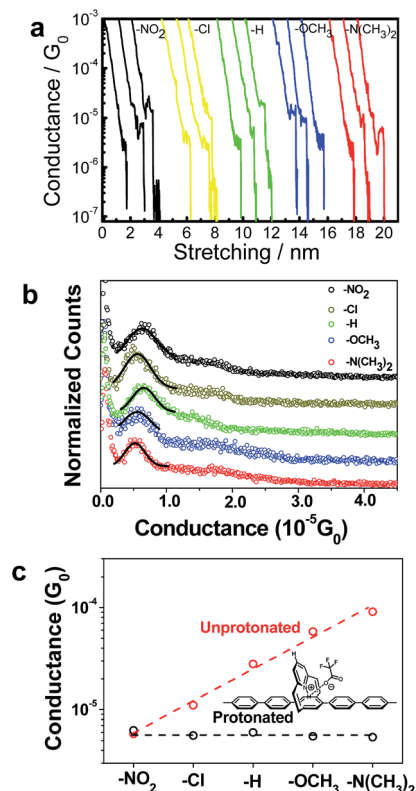 a
-NO2 -Cl -H -OCH3 -N(CH3)2
10-3
10-4
10-5
10-6
10-7
Conductance / G0
0 2 4 6 8 10 12 14 16 18 20
Stretching / nm
b
-NO2
-Cl
-H
-OCH3
-N(CH3)2
Normalized Counts
0.0 1.0 2.0 3.0 4.0
Conductance (10-5G0)
c
Conductance (G0)
10-4
10-5
Unprotonated
Protonated
H
N
H
+
O
O
F
F
F
-NO2 -Cl -H -OCH3 -N(CH3)2